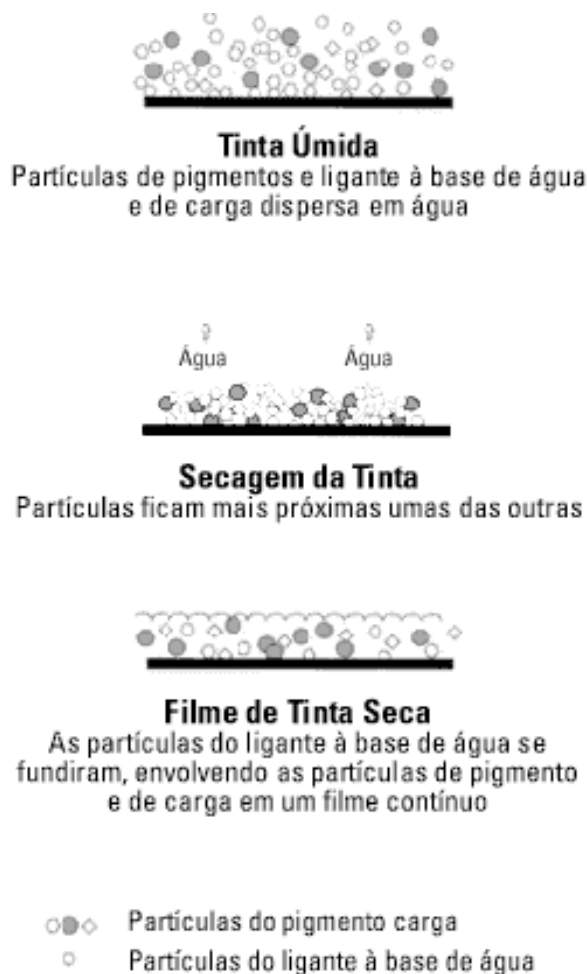 Tinta Úmida
Partículas de pigmentos e ligante à base de água
e de carga dispersa em água
Água Água
Secagem da Tinta
Partículas ficam mais próximas umas das outras
Filme de Tinta Seca
As partículas do ligante à base de água se
fundiram, envolvendo as partículas de pigmento
e de carga em um filme contínuo
Partículas do pigmento carga
Partículas do ligante à base de água